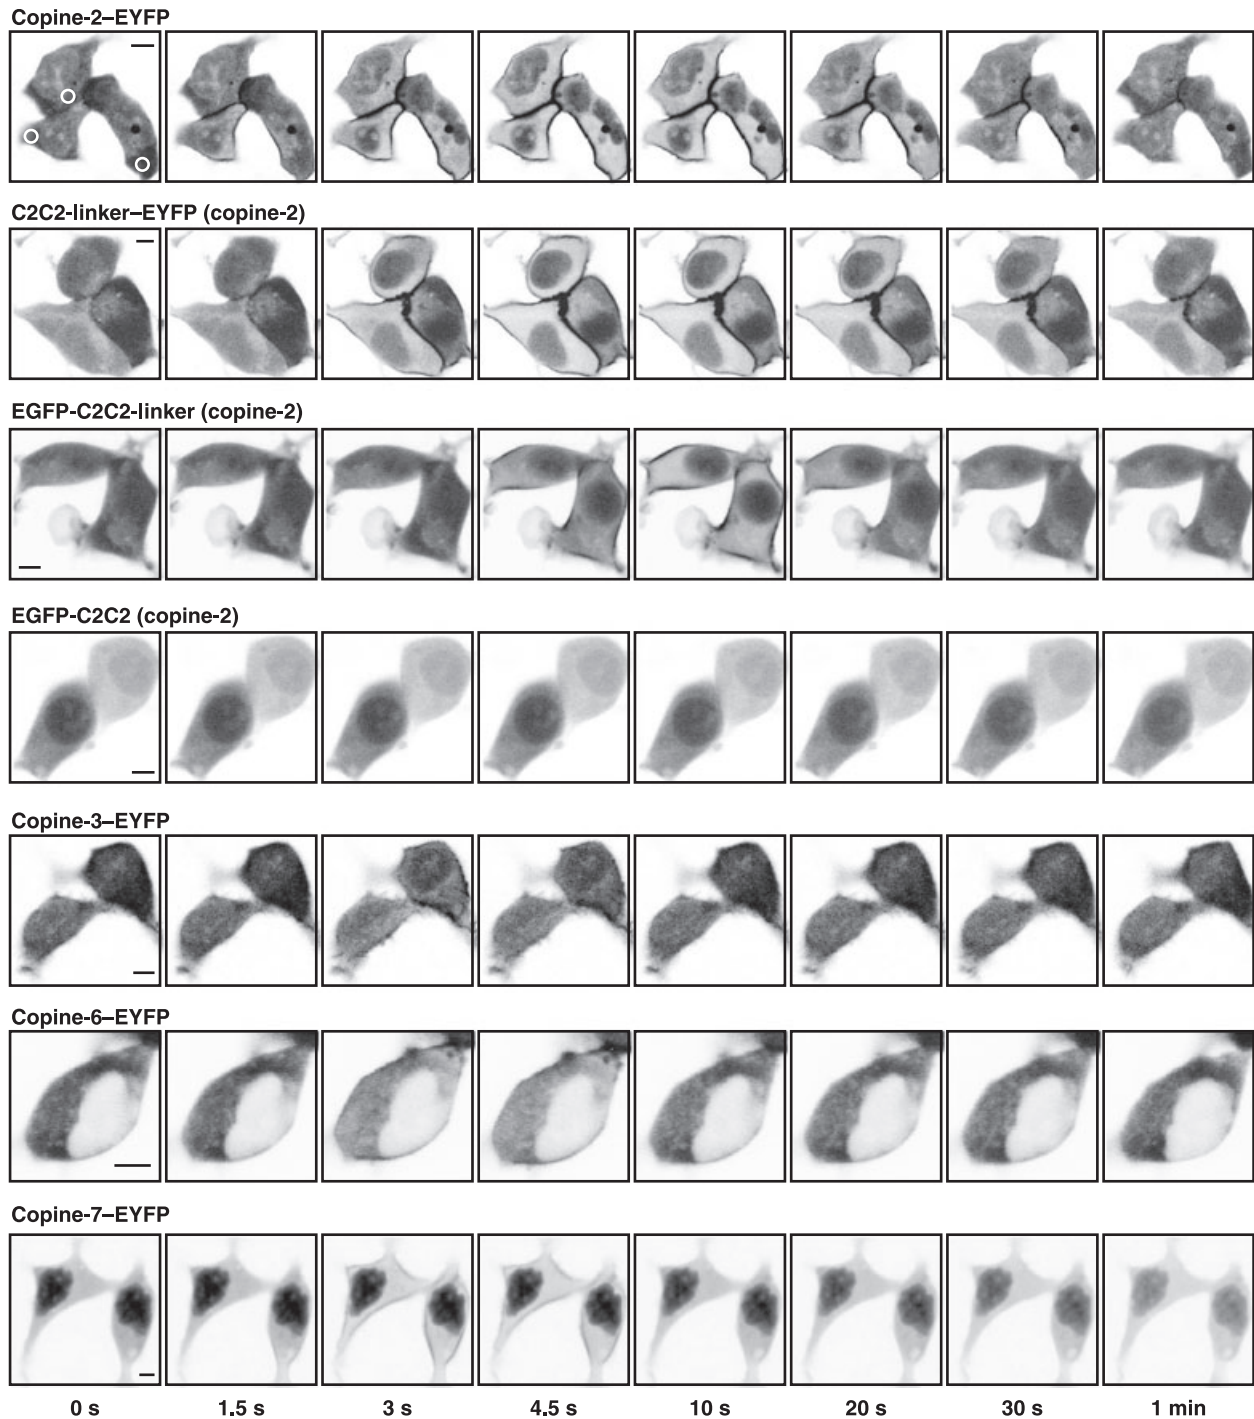 Copine-2–EYFP
C2C2-linker–EYFP (copine-2)
EGFP-C2C2-linker (copine-2)
EGFP-C2C2 (copine-2)
Copine-3–EYFP
Copine-6–EYFP
Copine-7–EYFP
0 s 1.5 s 3 s 4.5 s 10 s 20 s 30 s 1 min